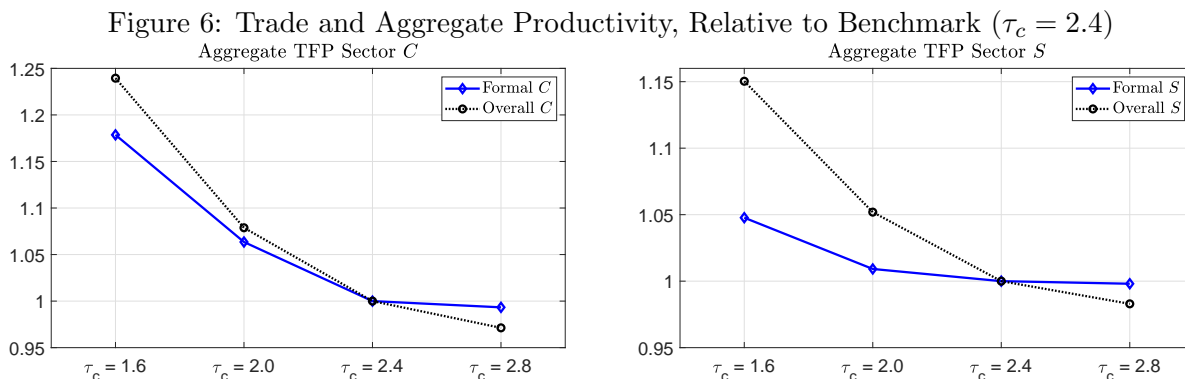 Figure 6: Trade and Aggregate Productivity, Relative to Benchmark (τc = 2.4)
Aggregate TFP Sector C
1.25
1.2
1.15
1.1
1.05
1
0.95
Formal C
Overall C
τc = 1.6
τc = 2.0
τc = 2.4
τc = 2.8
Aggregate TFP Sector S
1.15
1.1
1.05
1
0.95
Formal S
Overall S
τc = 1.6
τc = 2.0
τc = 2.4
τc = 2.8